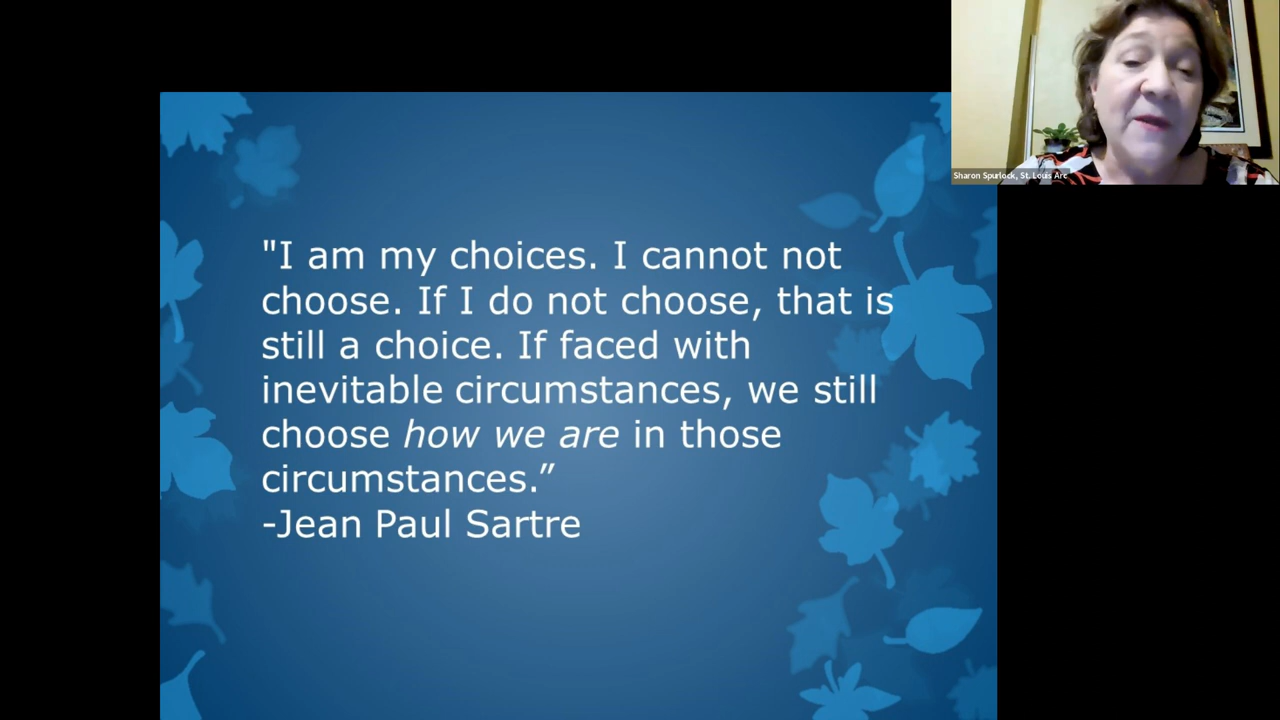 Sharon Spurlock, St. Louis Arc
"I am my choices. I cannot not
choose. If I do not choose, that is
still a choice. If faced with
inevitable circumstances, we still
choose how we are in those
circumstances.”
-Jean Paul Sartre